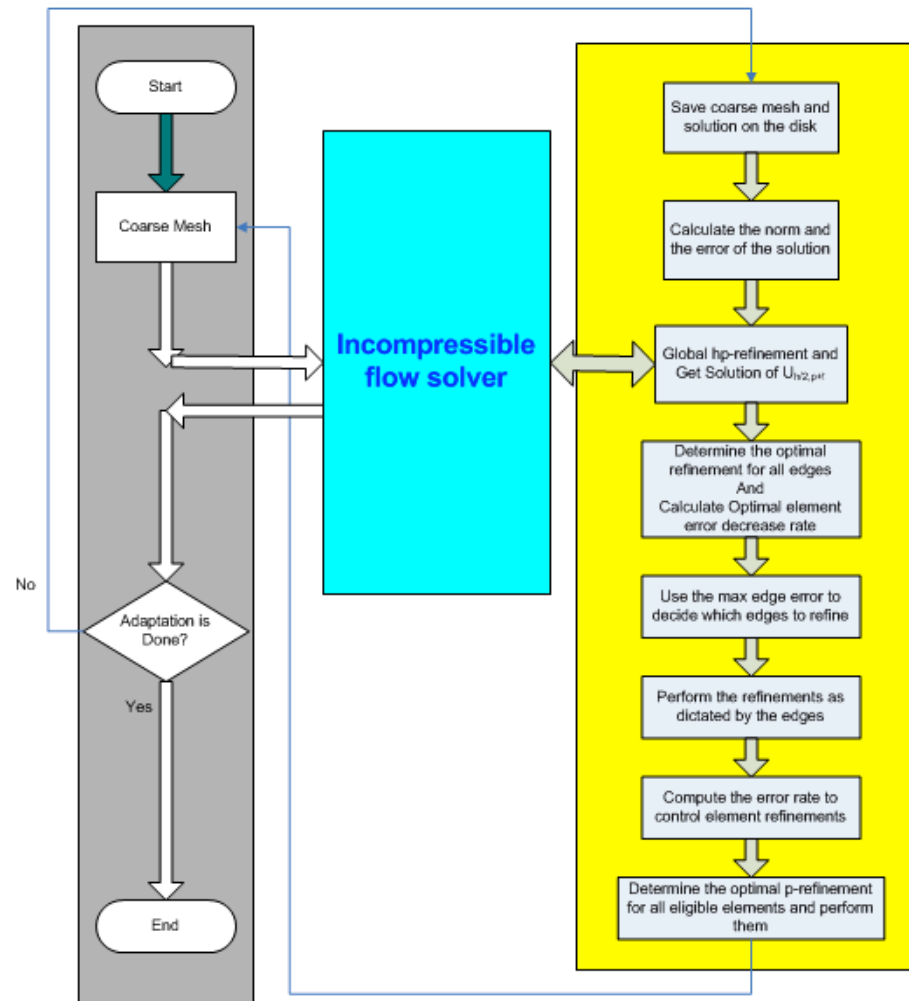 Start
Coarse Mesh
Adaptation is
Done?
No
Yes
End
Incompressible
flow solver
Save coarse mesh and
solution on the disk
Calculate the norm and
the error of the solution
Global hp-refinement and
Get Solution of U
Determine the optimal
refinement for all edges
And
Calculate Optimal element
error decrease rate
Use the max edge error to
decide which edges to refine
Perform the refinements as
dictated by the edges
Compute the error rate to
control element refinements
Determine the optimal p-refinement
for all eligible elements and perform
them